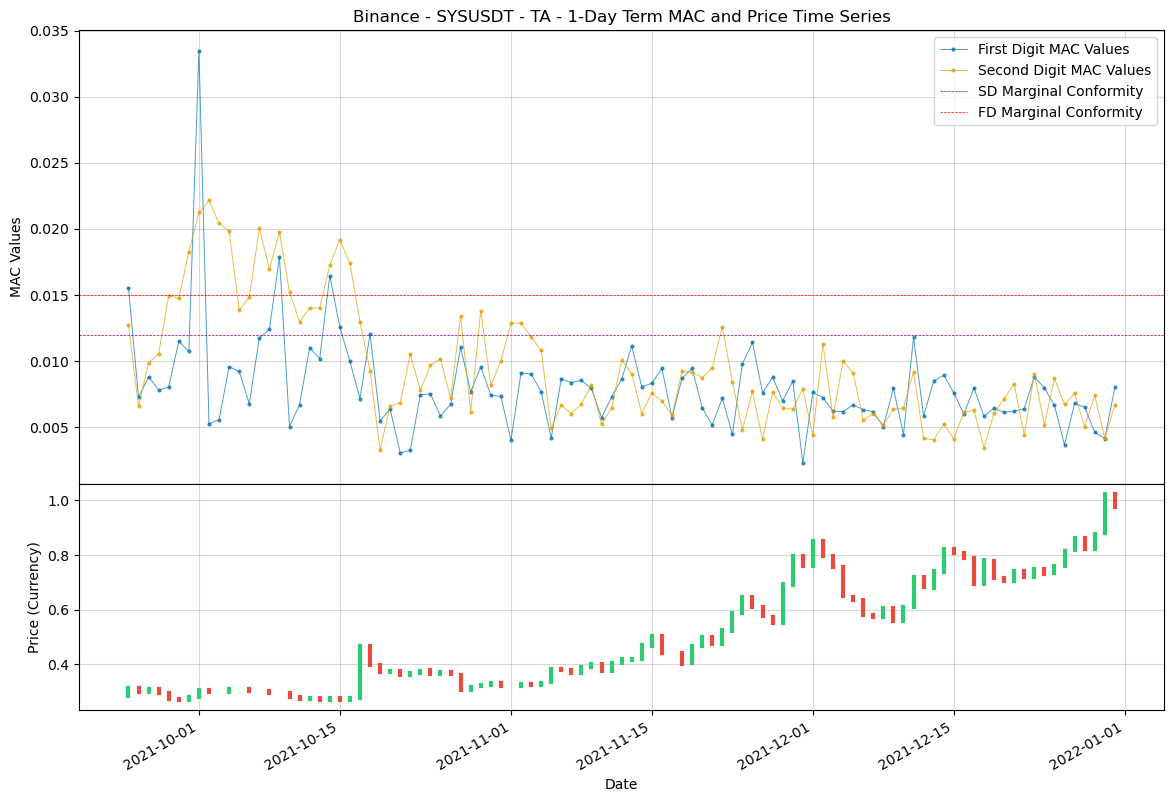 Binance - SYSUSDT - TA - 1-Day Term MAC and Price Time Series
0.035
0.030
0.025
0.020
0.015
0.010
0.005
MAC Values
First Digit MAC Values
Second Digit MAC Values
SD Marginal Conformity
FD Marginal Conformity
1.0
0.8
0.6
0.4
Price (Currency)
2021-10-01
2021-10-15
2021-11-01
2021-11-15
2021-12-01
2021-12-15
2022-01-01
Date